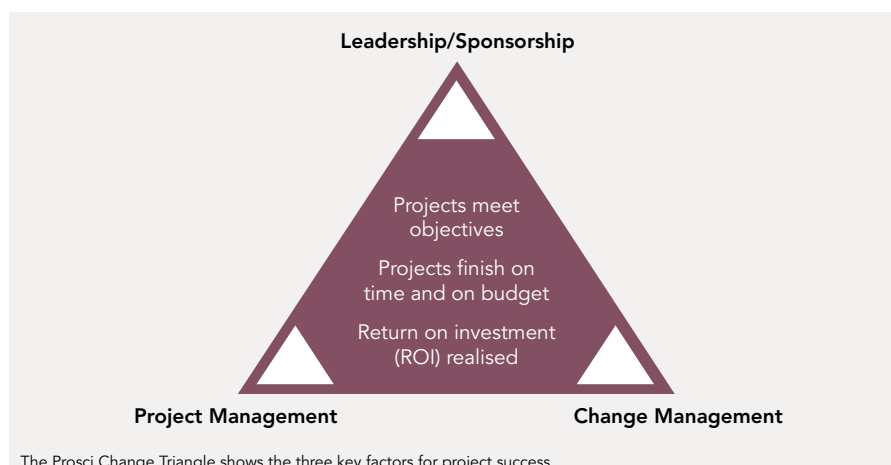 Leadership/Sponsorship
Projects meet
objectives
Projects finish on
time and on budget
Return on investment
(ROI) realised
Project Management
Change Management
The Prosci Change Triangle shows the three key factors for project success